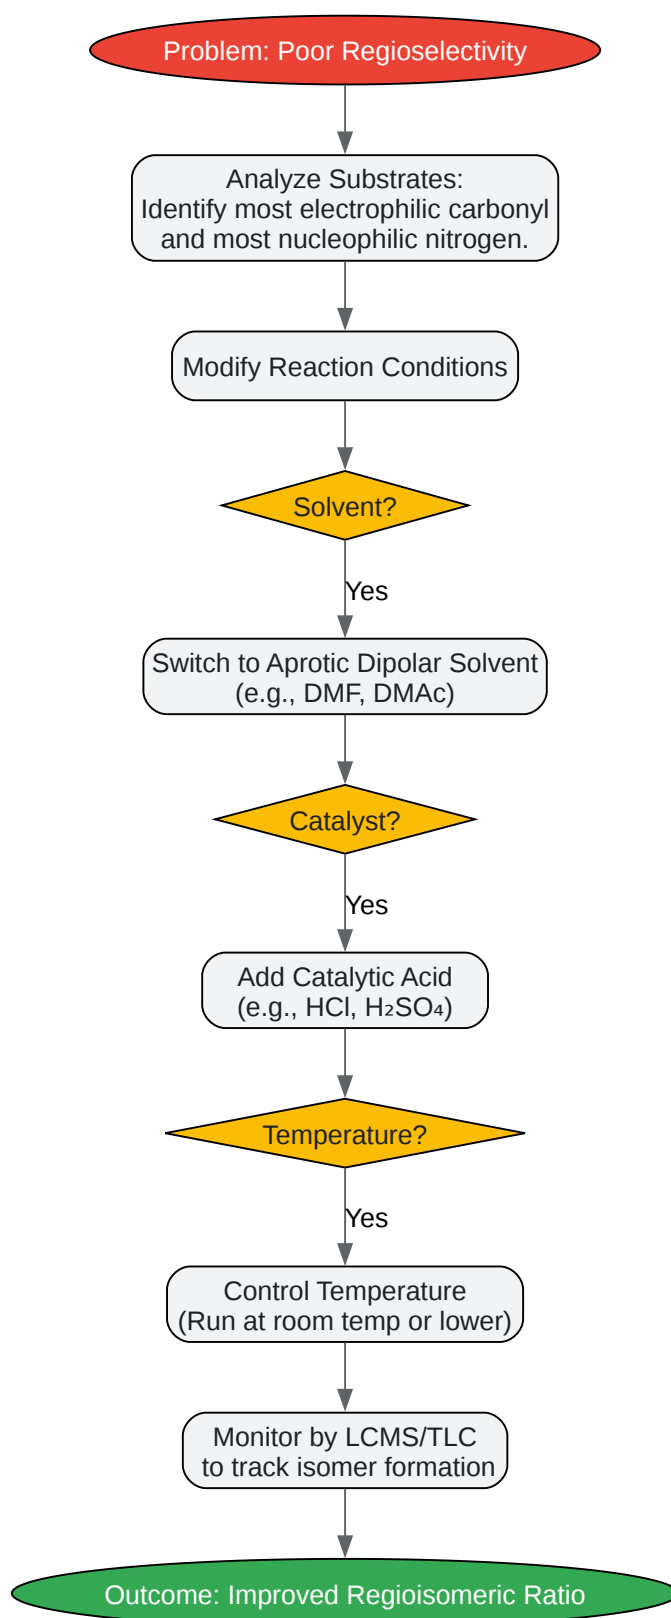 Problem: Poor Regioselectivity
Analyze Substrates:
Identify most electrophilic carbonyl
and most nucleophilic nitrogen.
Modify Reaction Conditions
Solvent?
Yes
Switch to Aprotic Dipolar Solvent
(e.g., DMF, DMAc)
Catalyst?
Yes
Add Catalytic Acid
(e.g., HCl, H₂SO₄)
Temperature?
Yes
Control Temperature
(Run at room temp or lower)
Monitor by LCMS/TLC
to track isomer formation
Outcome: Improved Regioisomeric Ratio